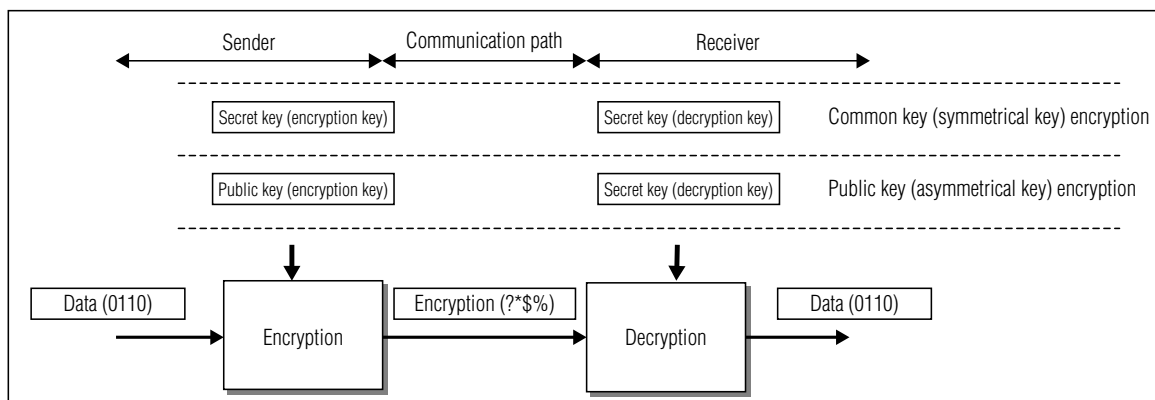 Sender Communication path Receiver
Secret key (encryption key) Secret key (decryption key) Common key (symmetrical key) encryption
Public key (encryption key) Secret key (decryption key) Public key (asymmetrical key) encryption
Data (0110) Encryption (?*$%) Data (0110)
Encryption Decryption